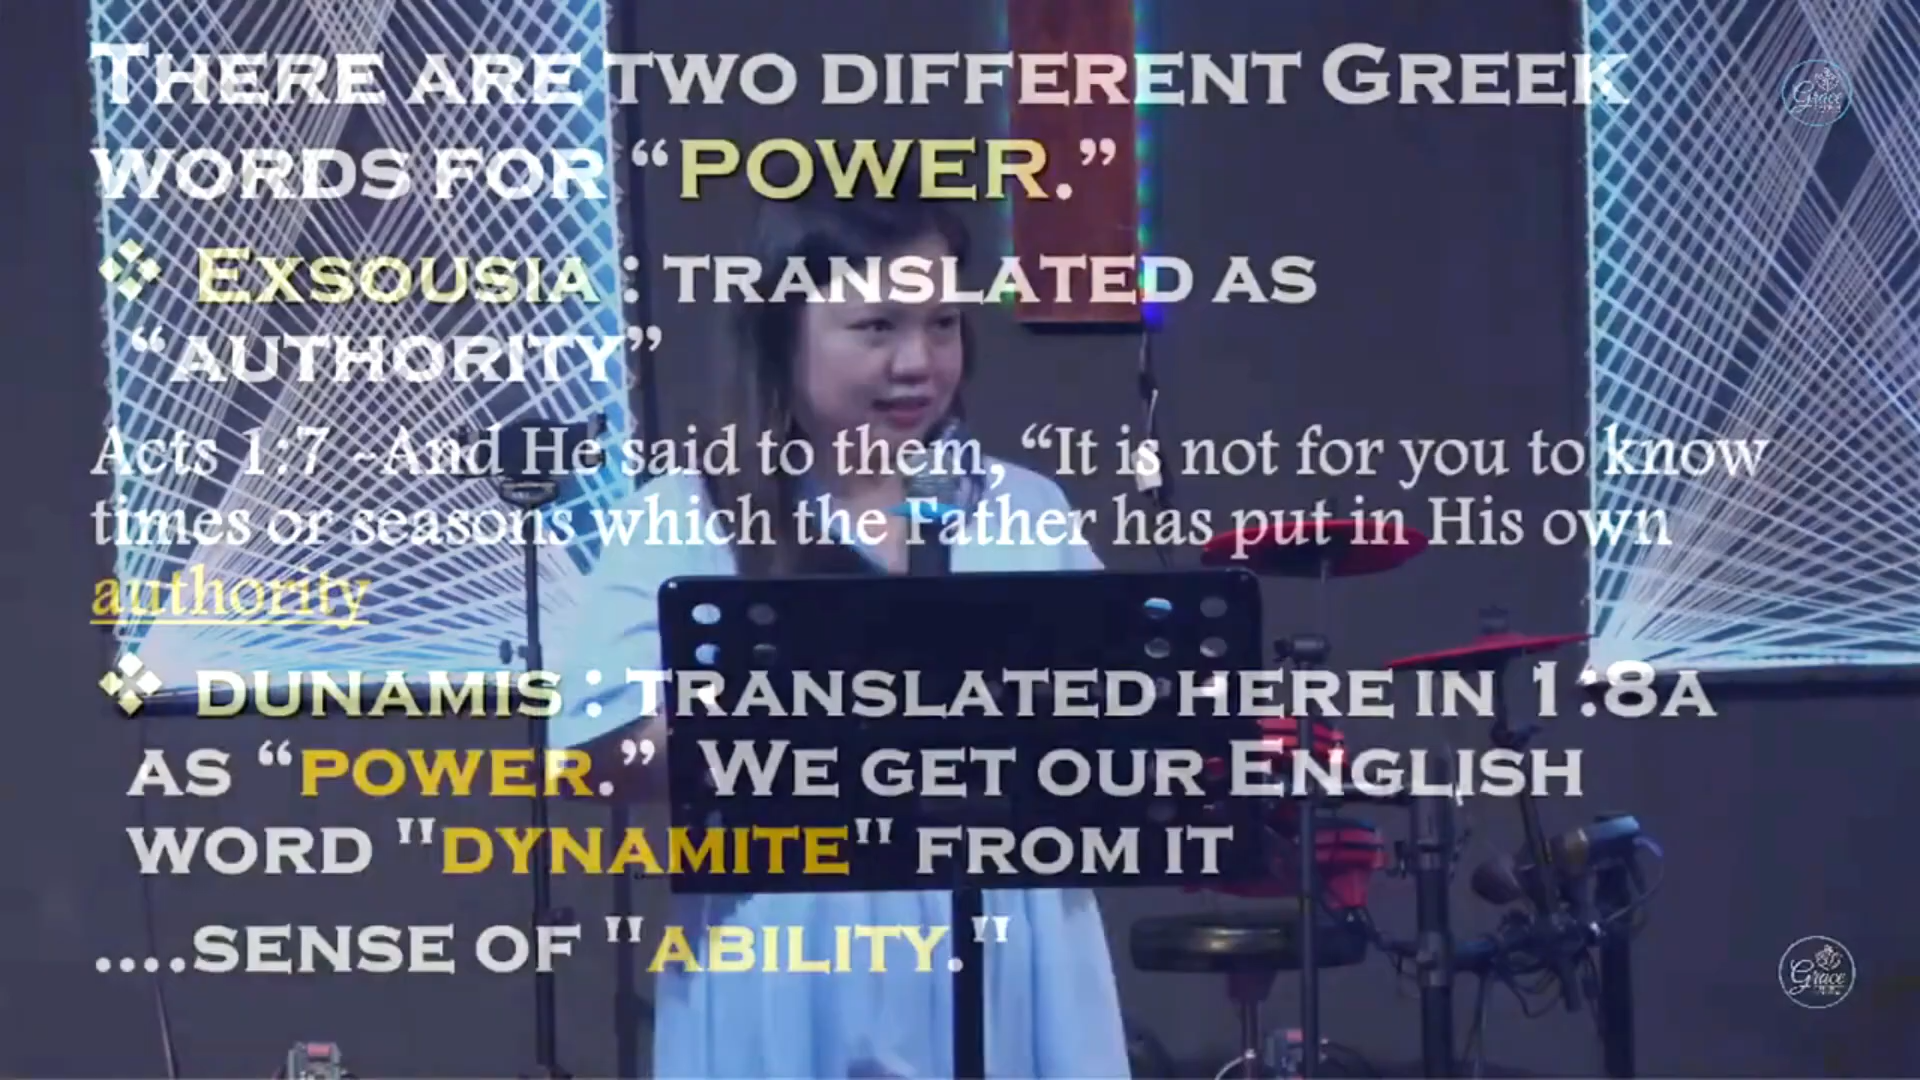 THERE ARE TWO DIFFERENT GREEK
WORDS FOR “POWER.”
❖ EXSOUSIA : TRANSLATED AS
“AUTHORITY”
Acts 1:7 ~And He said to them, “It is not for you to know
times or seasons which the Father has put in His own
authority
❖ DUNAMIS : TRANSLATED HERE IN 1:8A
AS “POWER.” WE GET OUR ENGLISH
WORD "DYNAMITE" FROM IT
....SENSE OF "ABILITY."
Grace
Grace